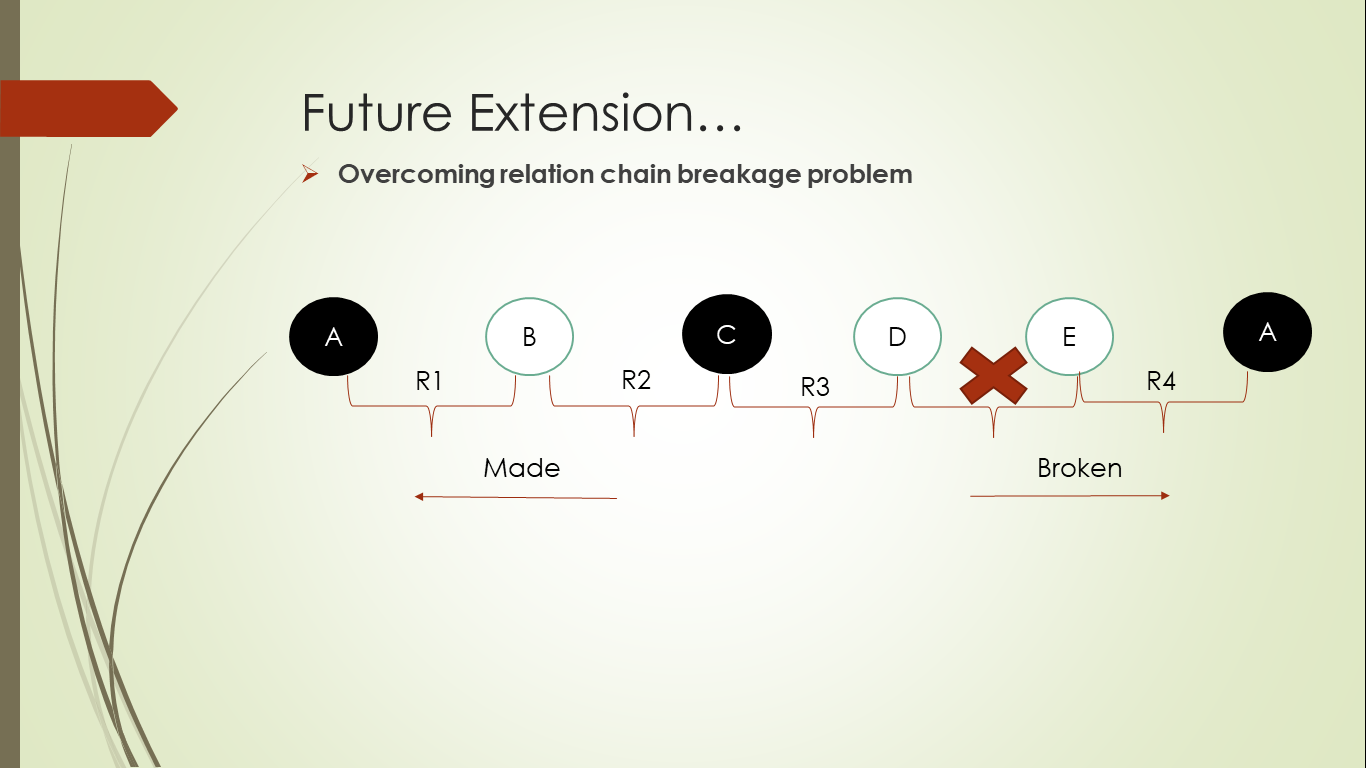 Future Extension…
Overcoming relation chain breakage problem
A B C D E A
R1 R2 R3 R4
Made Broken